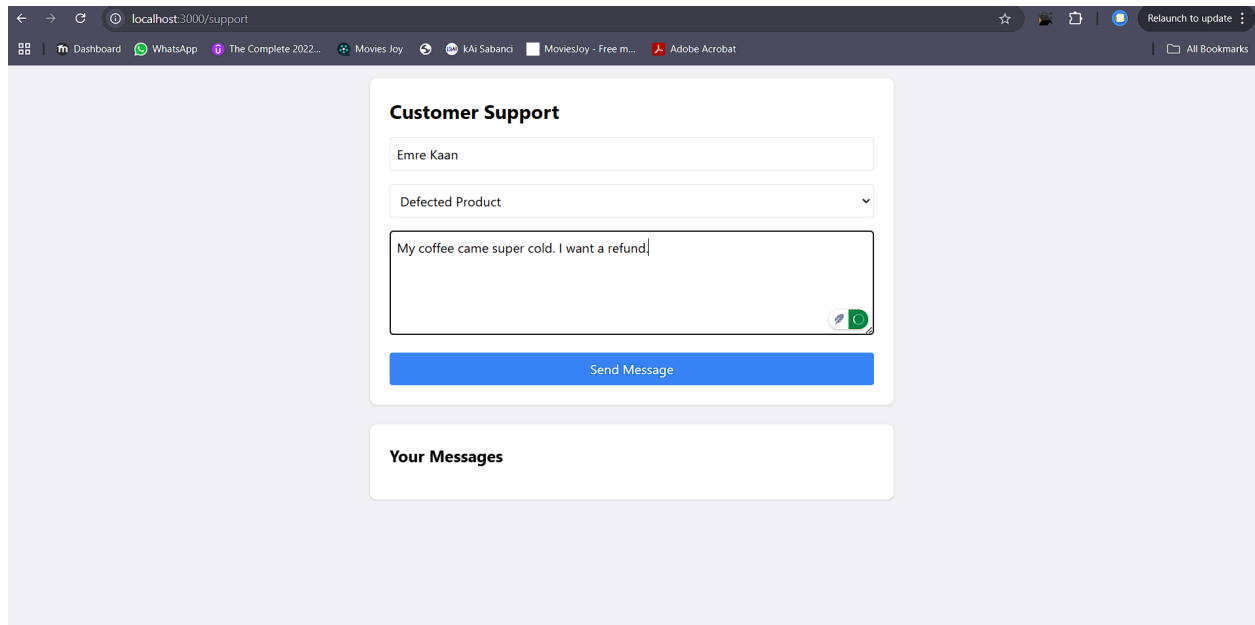 localhost:3000/support
Relaunch to update
Dashboard WhatsApp The Complete 2022... Movies Joy kAi Sabanci MoviesJoy - Free m... Adobe Acrobat All Bookmarks
Customer Support
Emre Kaan
Defected Product
My coffee came super cold. I want a refund.
Send Message
Your Messages